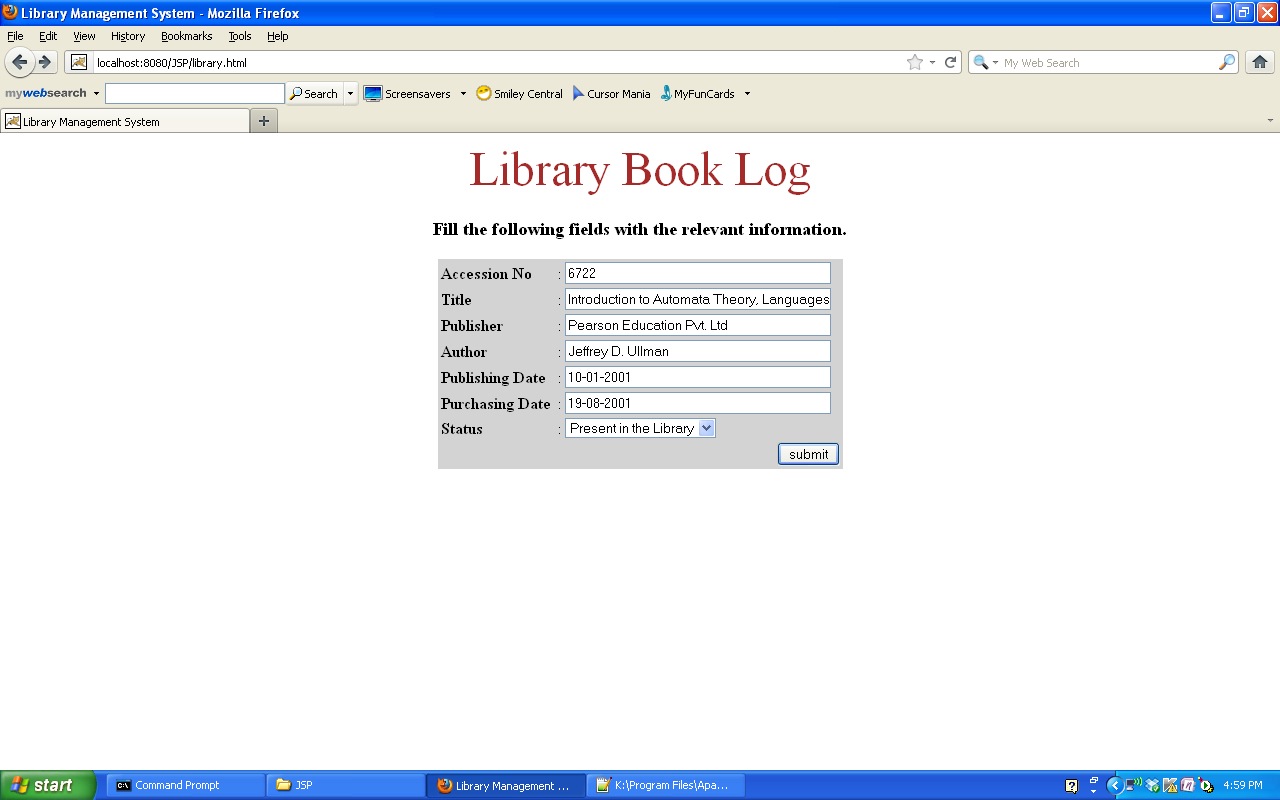 Library Management System - Mozilla Firefox
File Edit View History Bookmarks Tools Help
localhost:8080/JSP/library.html My Web Search
mywebsearch Search Screensavers Smiley Central Cursor Mania MyFunCards
Library Management System
Library Book Log
Fill the following fields with the relevant information.
Accession No : 6722
Title : Introduction to Automata Theory, Languages
Publisher : Pearson Education Pvt. Ltd
Author : Jeffrey D. Ullman
Publishing Date : 10-01-2001
Purchasing Date : 19-08-2001
Status : Present in the Library
submit
start Command Prompt JSP Library Management ... K:\Program Files\Apa... 4:59 PM